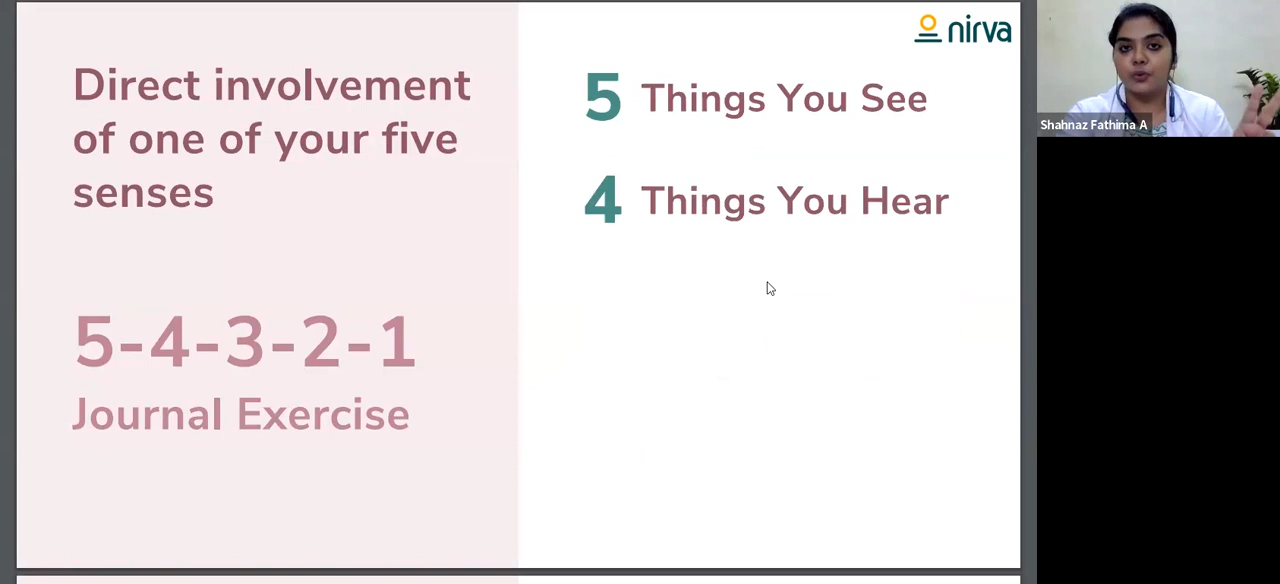 Direct involvement
of one of your five
senses
5-4-3-2-1
Journal Exercise
nirva
5 Things You See
4 Things You Hear
Shahnaz Fathima A